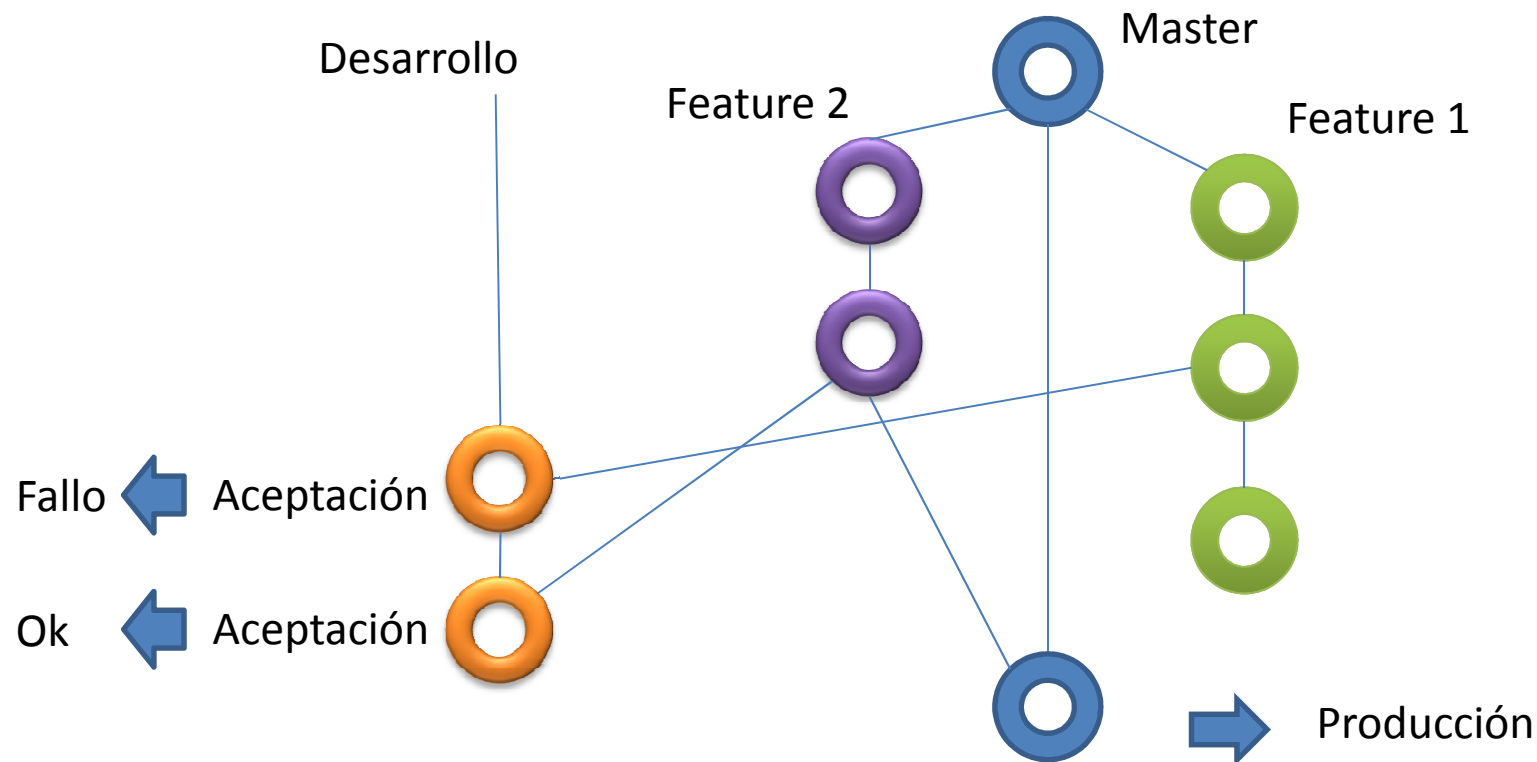 Master
Desarrollo
Feature 2
Feature 1
Fallo
Aceptación
Ok
Aceptación
Producción